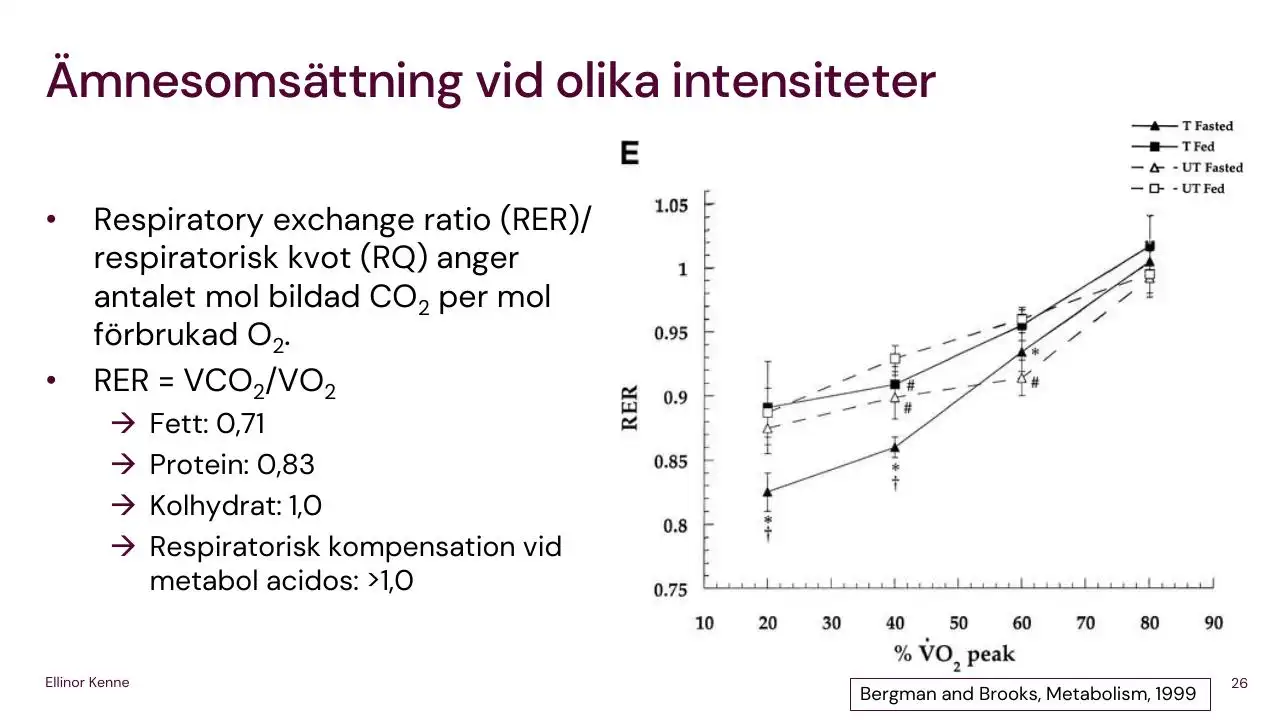 Ämnesomsättning vid olika intensiteter
• Respiratory exchange ratio (RER)/
respiratorisk kvot (RQ) anger
antalet mol bildad CO₂ per mol
förbrukad O₂.
• RER = VCO₂/VO₂
→ Fett: 0,71
→ Protein: 0,83
→ Kolhydrat: 1,0
→ Respiratorisk kompensation vid
metabol acidos: >1,0
E
T Fasted
T Fed
UT Fasted
UT Fed
RER
1.05
1
0.95
0.9
0.85
0.8
0.75
*
#
#
#
*
†
*
‡
10 20 30 40 50 60 70 80 90
% V̇O₂ peak
Bergman and Brooks, Metabolism, 1999
Ellinor Kenne
26